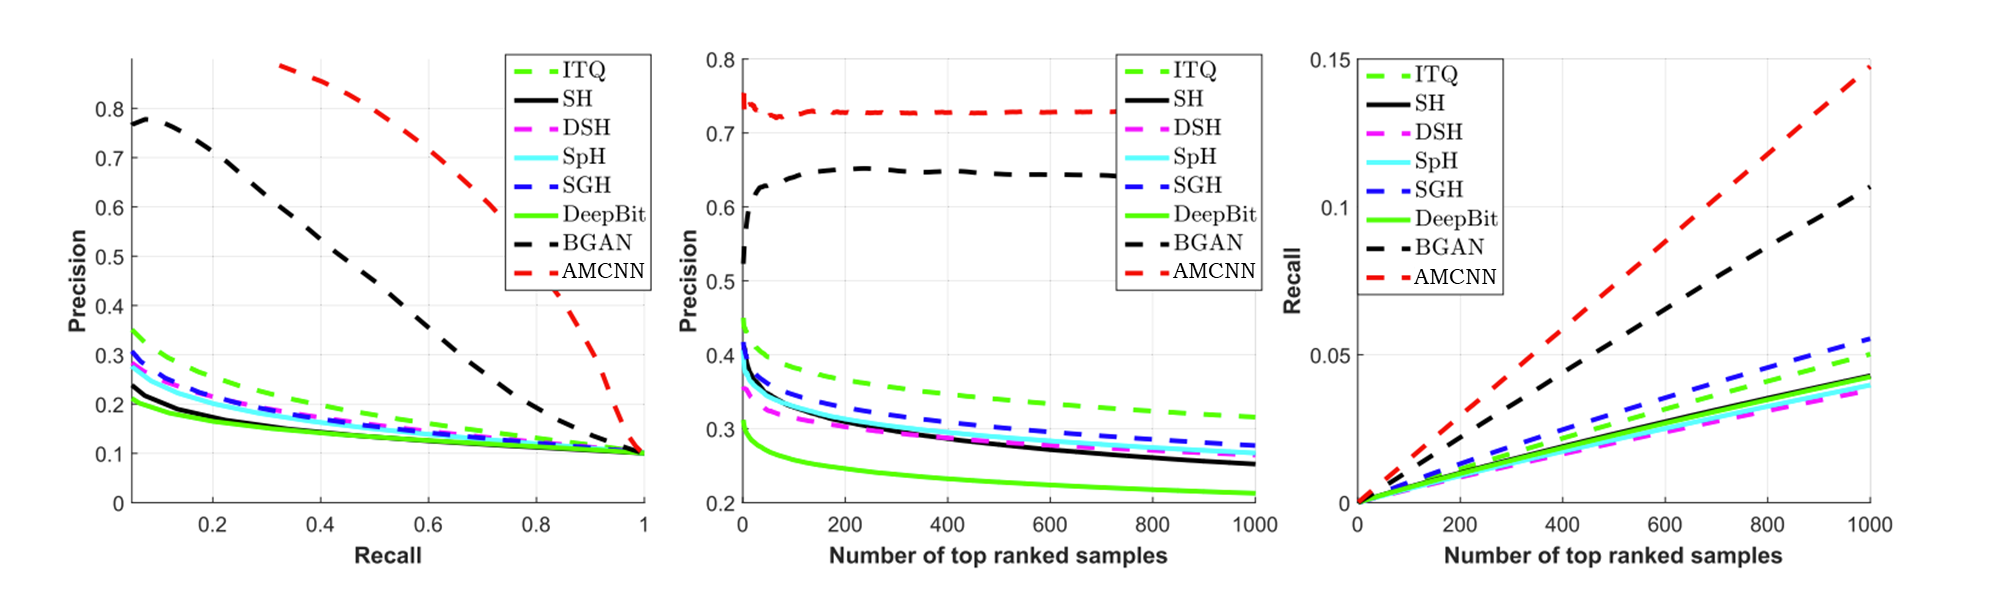 0.8
0.7
0.6
0.5
0.4
0.3
0.2
0.1
0
0.2
0.4
0.6
0.8
1
Precision
Recall
ITQ
SH
DSH
SpH
SGH
DeepBit
BGAN
AMCNN
0.8
0.7
0.6
0.5
0.4
0.3
0.2
0
200
400
600
800
1000
Precision
Number of top ranked samples
ITQ
SH
DSH
SpH
SGH
DeepBit
BGAN
AMCNN
0.15
0.1
0.05
0
0
200
400
600
800
1000
Recall
Number of top ranked samples
ITQ
SH
DSH
SpH
SGH
DeepBit
BGAN
AMCNN